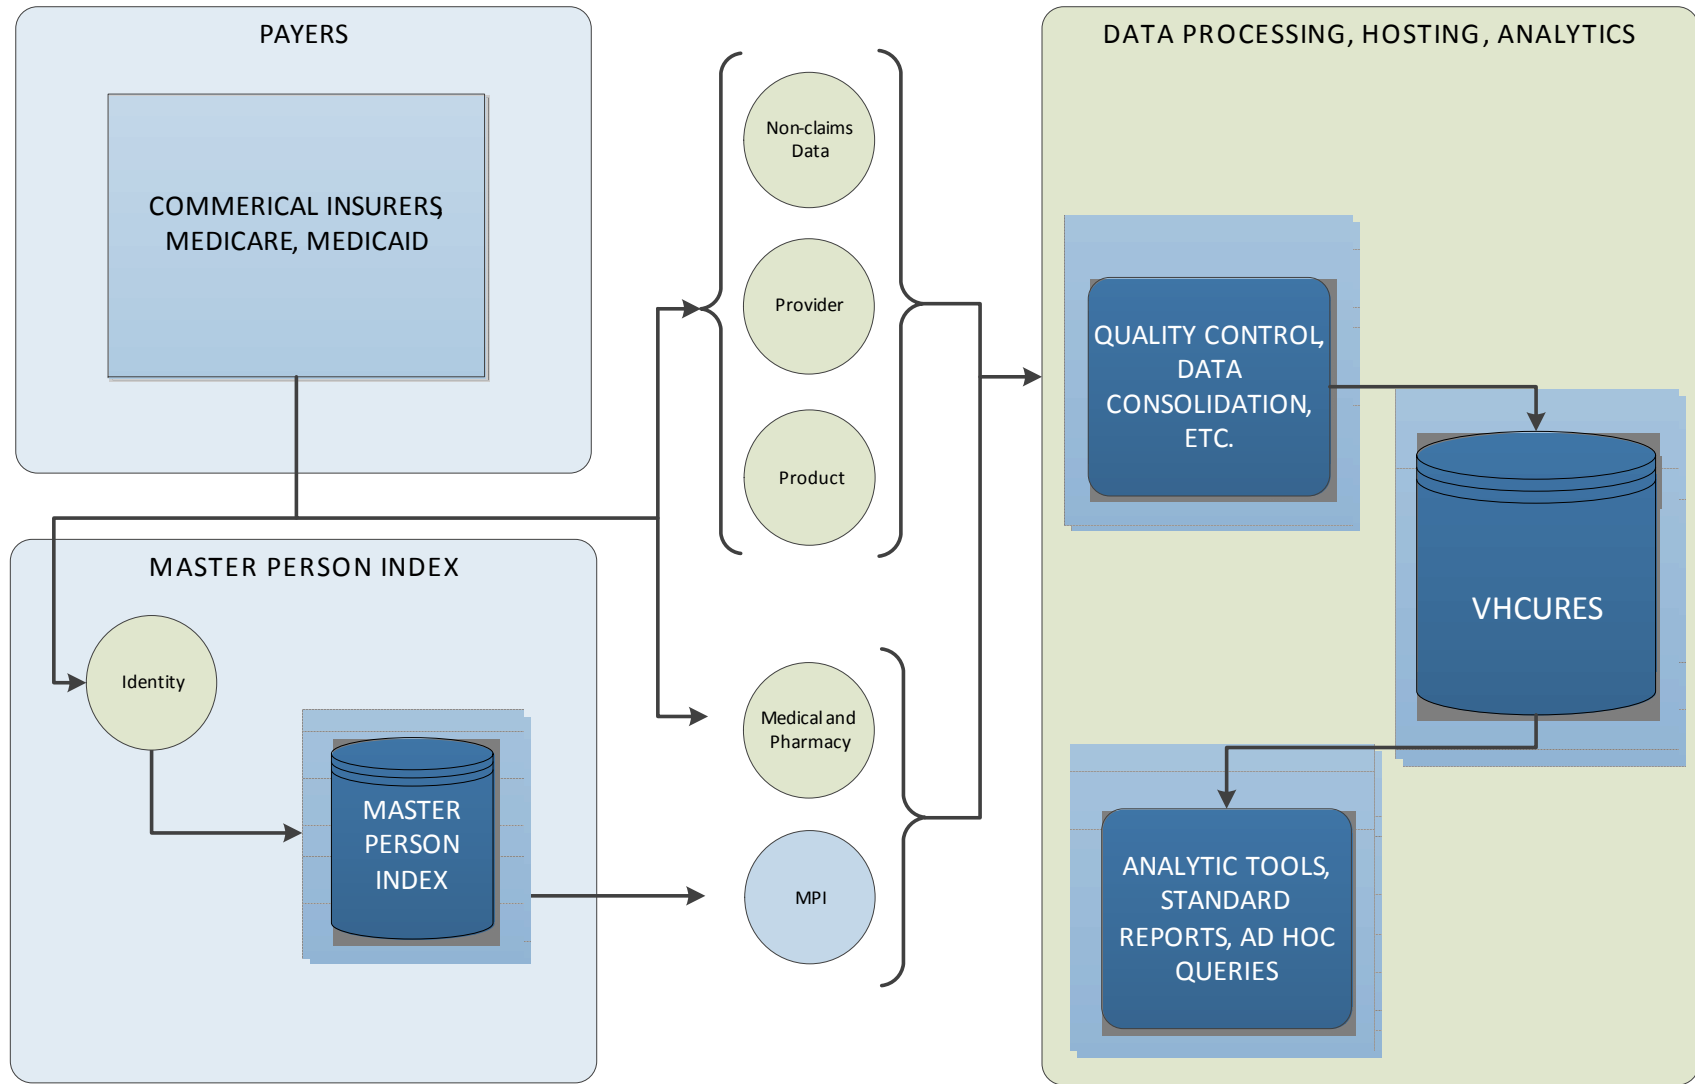 PAYERS
COMMERICAL INSURERS,
MEDICARE, MEDICAID
MASTER PERSON INDEX
Identity
MASTER
PERSON
INDEX
Non-claims
Data
Provider
Product
Medical and
Pharmacy
MPI
DATA PROCESSING, HOSTING, ANALYTICS
QUALITY CONTROL,
DATA
CONSOLIDATION,
ETC.
VHCURES
ANALYTIC TOOLS,
STANDARD
REPORTS, AD HOC
QUERIES